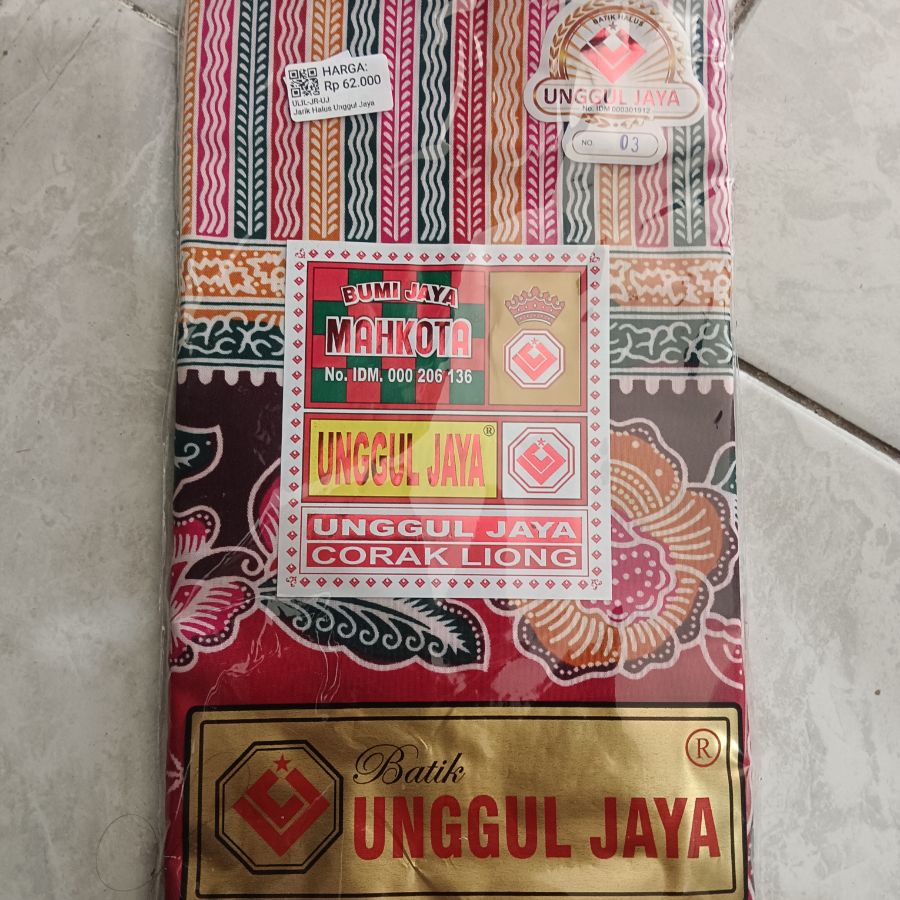 HARGA:
Rp 62.000
ULIL-JR-UJ
Jarik Halus Unggul Jaya
BATIK HALUS
UNGGUL JAYA
No. IDM 000301912
NO. 03
BUMI JAYA
MAHKOTA
No. IDM. 000 206 136
UNGGUL JAYA ®
UNGGUL JAYA
CORAK LIONG
Batik ®
UNGGUL JAYA